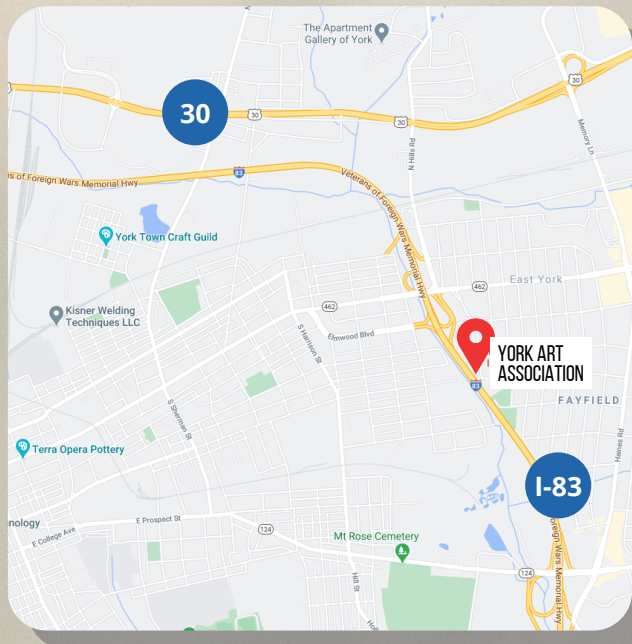 The Apartment
Gallery of York
30
30
30
30
Memory Ln
N Hills Rd
83
Veterans of Foreign Wars Memorial Hwy
ns of Foreign Wars Memorial Hwy
York Town Craft Guild
462
East York
462
Kisner Welding
Techniques LLC
S Harrison St
Elmwood Blvd
YORK ART
ASSOCIATION
83
FAYFIELD
S Sherman St
Haines Rd
Terra Opera Pottery
I-83
nology
E Prospect St
E College Ave
124
Mt Rose Cemetery
124
Hill St
Foreign Wars Memorial Hwy